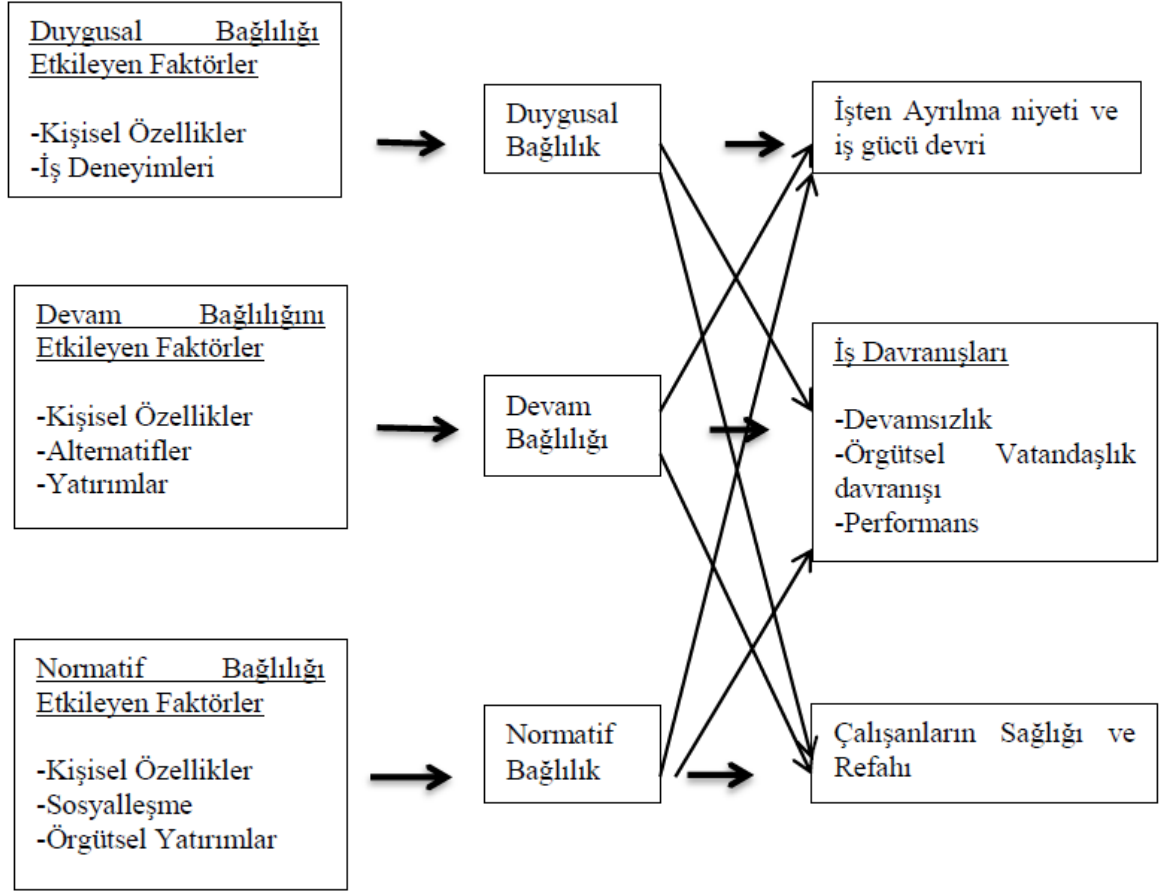 Duygusal Bağlılığı
Etkileyen Faktörler
-Kişisel Özellikler
-İş Deneyimleri
Duygusal
Bağlılık
İşten Ayrılma niyeti ve
iş gücü devri
Devam Bağlılığını
Etkileyen Faktörler
-Kişisel Özellikler
-Alternatifler
-Yatırımlar
Devam
Bağlılığı
İş Davranışları
-Devamsızlık
-Örgütsel Vatandaşlık
davranışı
-Performans
Normatif Bağlılığı
Etkileyen Faktörler
-Kişisel Özellikler
-Sosyalleşme
-Örgütsel Yatırımlar
Normatif
Bağlılık
Çalışanların Sağlığı ve
Refahı